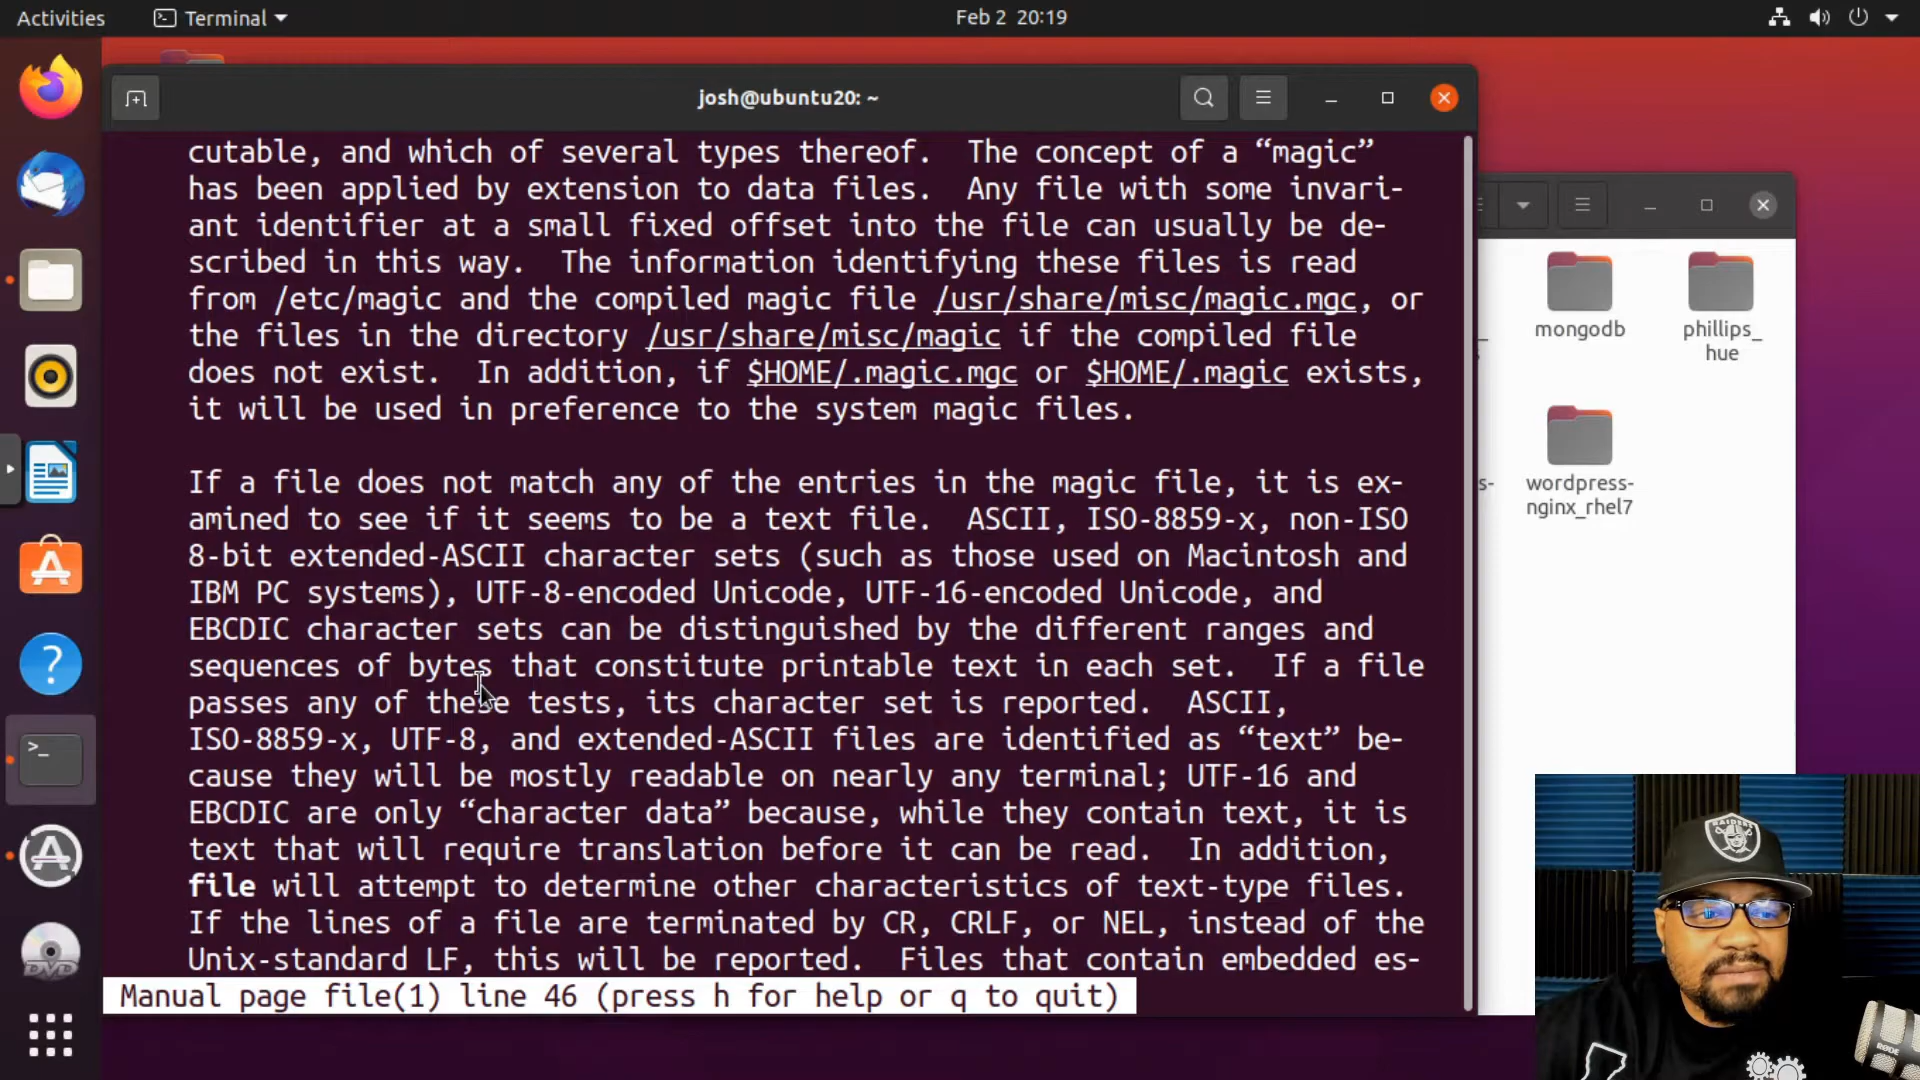 Activities
Terminal
Feb 2 20:19
josh@ubuntu20: ~
cutable, and which of several types thereof.  The concept of a “magic”
has been applied by extension to data files.  Any file with some invari-
ant identifier at a small fixed offset into the file can usually be de-
scribed in this way.  The information identifying these files is read
from /etc/magic and the compiled magic file /usr/share/misc/magic.mgc, or
the files in the directory /usr/share/misc/magic if the compiled file
does not exist.  In addition, if $HOME/.magic.mgc or $HOME/.magic exists,
it will be used in preference to the system magic files.
If a file does not match any of the entries in the magic file, it is ex-
amined to see if it seems to be a text file.  ASCII, ISO-8859-x, non-ISO
8-bit extended-ASCII character sets (such as those used on Macintosh and
IBM PC systems), UTF-8-encoded Unicode, UTF-16-encoded Unicode, and
EBCDIC character sets can be distinguished by the different ranges and
sequences of bytes that constitute printable text in each set.  If a file
passes any of these tests, its character set is reported.  ASCII,
ISO-8859-x, UTF-8, and extended-ASCII files are identified as “text” be-
cause they will be mostly readable on nearly any terminal; UTF-16 and
EBCDIC are only “character data” because, while they contain text, it is
text that will require translation before it can be read.  In addition,
file will attempt to determine other characteristics of text-type files.
If the lines of a file are terminated by CR, CRLF, or NEL, instead of the
Unix-standard LF, this will be reported.  Files that contain embedded es-
Manual page file(1) line 46 (press h for help or q to quit)
mongodb
phillips_
hue
wordpress-
nginx_rhel7
DVD
RAIDERS
RØDE